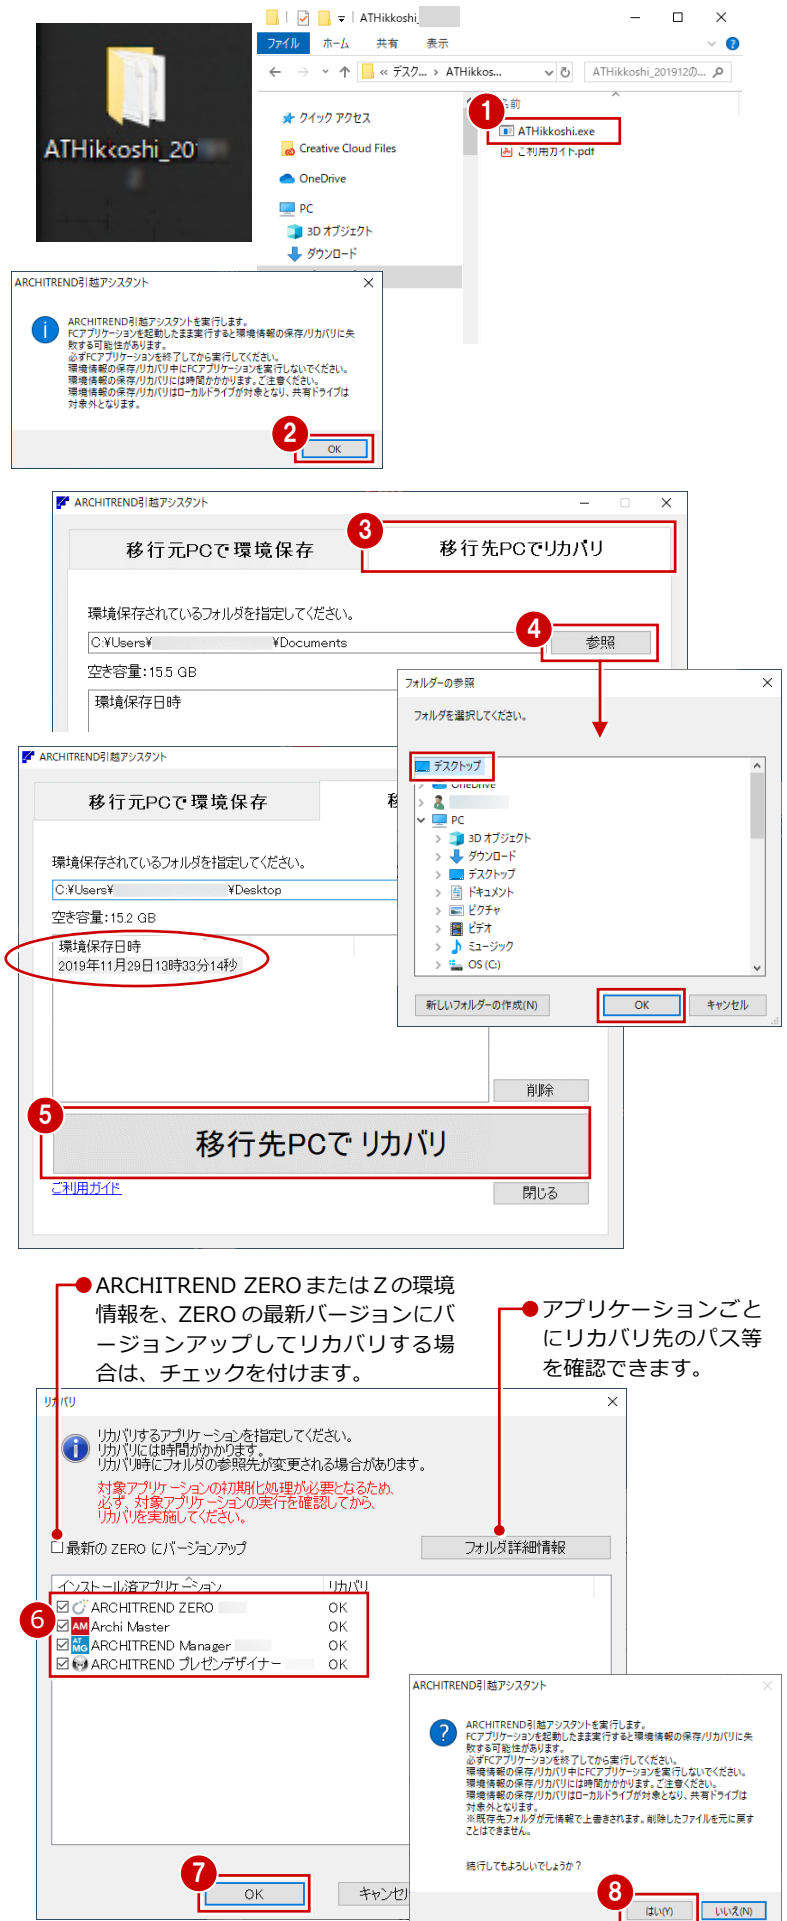 ATHikkoshi_20
ATHikkoshi_
ファイル ホーム 共有 表示
« デスク... › ATHikkos...
ATHikkoshi_201912の...
名前
1
ATHikkoshi.exe
ご利用ガイド.pdf
クイック アクセス
Creative Cloud Files
OneDrive
PC
3D オブジェクト
ダウンロード
ARCHITREND引越アシスタント
ARCHITREND引越アシスタントを実行します。
FCアプリケーションを起動したまま実行すると環境情報の保存/リカバリに失
敗する可能性があります。
必ずFCアプリケーションを終了してから実行してください。
環境情報の保存/リカバリ中にFCアプリケーションを実行しないでください。
環境情報の保存/リカバリには時間がかかります。ご注意ください。
環境情報の保存/リカバリはローカルドライブが対象となり、共有ドライブは
対象外となります。
2
OK
ARCHITREND引越アシスタント
3
移行元PCで環境保存 移行先PCでリカバリ
環境保存されているフォルダを指定してください。
C:¥Users¥ ¥Documents
4
参照
空き容量:15.5 GB
環境保存日時
フォルダーの参照
フォルダーを選択してください。
デスクトップ
OneDrive
PC
3D オブジェクト
ダウンロード
デスクトップ
ドキュメント
ピクチャ
ビデオ
ミュージック
OS (C:)
新しいフォルダーの作成(N) OK キャンセル
ARCHITREND引越アシスタント
移行元PCで環境保存
環境保存されているフォルダを指定してください。
C:¥Users¥ ¥Desktop
空き容量:15.2 GB
環境保存日時
2019年11月29日13時33分14秒
削除
5
移行先PCでリカバリ
ご利用ガイド
閉じる
ARCHITREND ZERO または Z の環境
情報を、ZERO の最新バージョンにバ
ージョンアップしてリカバリする場
合は、チェックを付けます。
アプリケーションごと
にリカバリ先のパス等
を確認できます。
リカバリ
リカバリするアプリケーションを指定してください。
リカバリには時間がかかります。
リカバリ時にフォルダの参照先が変更される場合があります。
対象アプリケーションの初期化処理が必要となるため、
必ず、対象アプリケーションの実行を確認してから、
リカバリを実施してください。
最新の ZERO にバージョンアップ
フォルダ詳細情報
インストール済アプリケーション リカバリ
6
ARCHITREND ZERO OK
Archi Master OK
ARCHITREND Manager OK
ARCHITREND プレゼンデザイナー OK
7
OK キャンセル
ARCHITREND引越アシスタント
ARCHITREND引越アシスタントを実行します。
FCアプリケーションを起動したまま実行すると環境情報の保存/リカバリに失
敗する可能性があります。
必ずFCアプリケーションを終了してから実行してください。
環境情報の保存/リカバリ中にFCアプリケーションを実行しないでください。
環境情報の保存/リカバリには時間がかかります。ご注意ください。
環境情報の保存/リカバリはローカルドライブが対象となり、共有ドライブは
対象外となります。
※既存先フォルダが元情報で上書きされます。削除したファイルを元に戻す
ことはできません。
続行してもよろしいでしょうか？
8
はい(Y) いいえ(N)